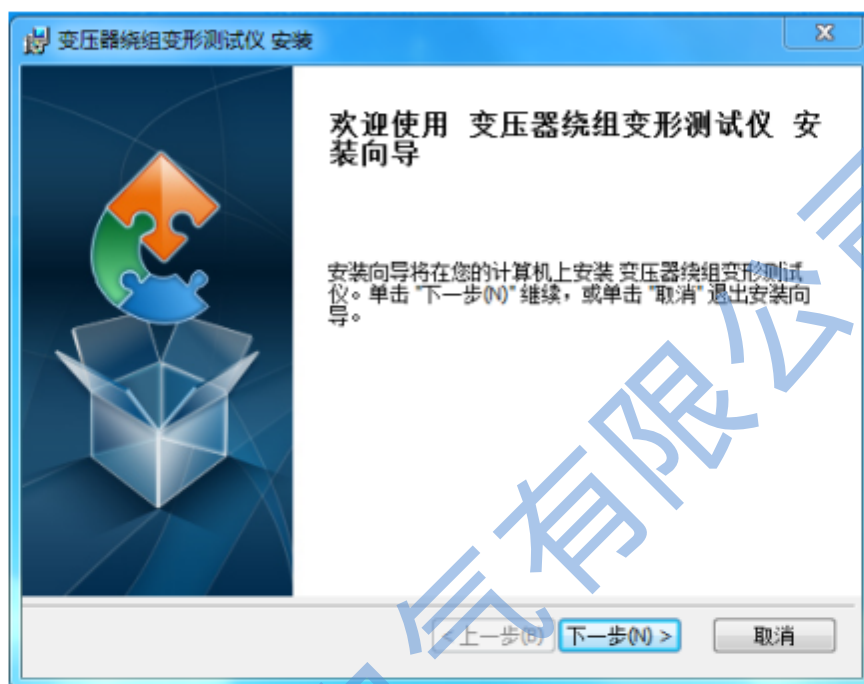 变压器绕组变形测试仪 安装
欢迎使用 变压器绕组变形测试仪 安
装向导
安装向导将在您的计算机上安装 变压器绕组变形测试
仪。单击 "下一步(N)" 继续，或单击 "取消" 退出安装向
导。
< 上一步(B)
下一步(N) >
取消
气有限公司